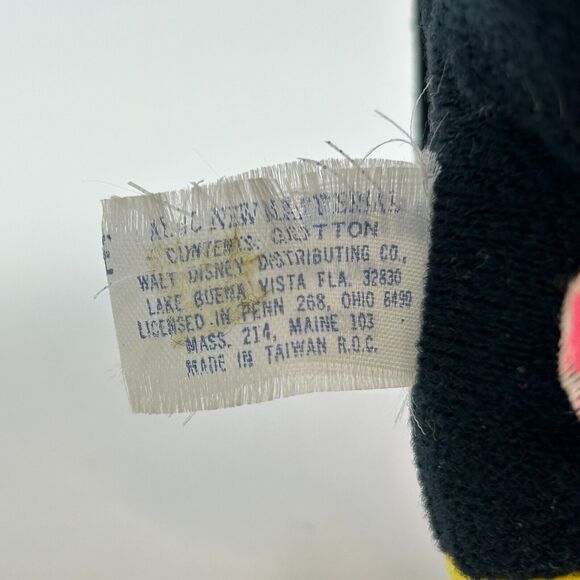 ALL NEW MATERIAL
CONTENTS: COTTON
WALT DISNEY DISTRIBUTING CO.,
LAKE BUENA VISTA FLA. 32830
LICENSED IN PENN 268, OHIO 6490
MASS. 214, MAINE 103
MADE IN TAIWAN R.O.C.